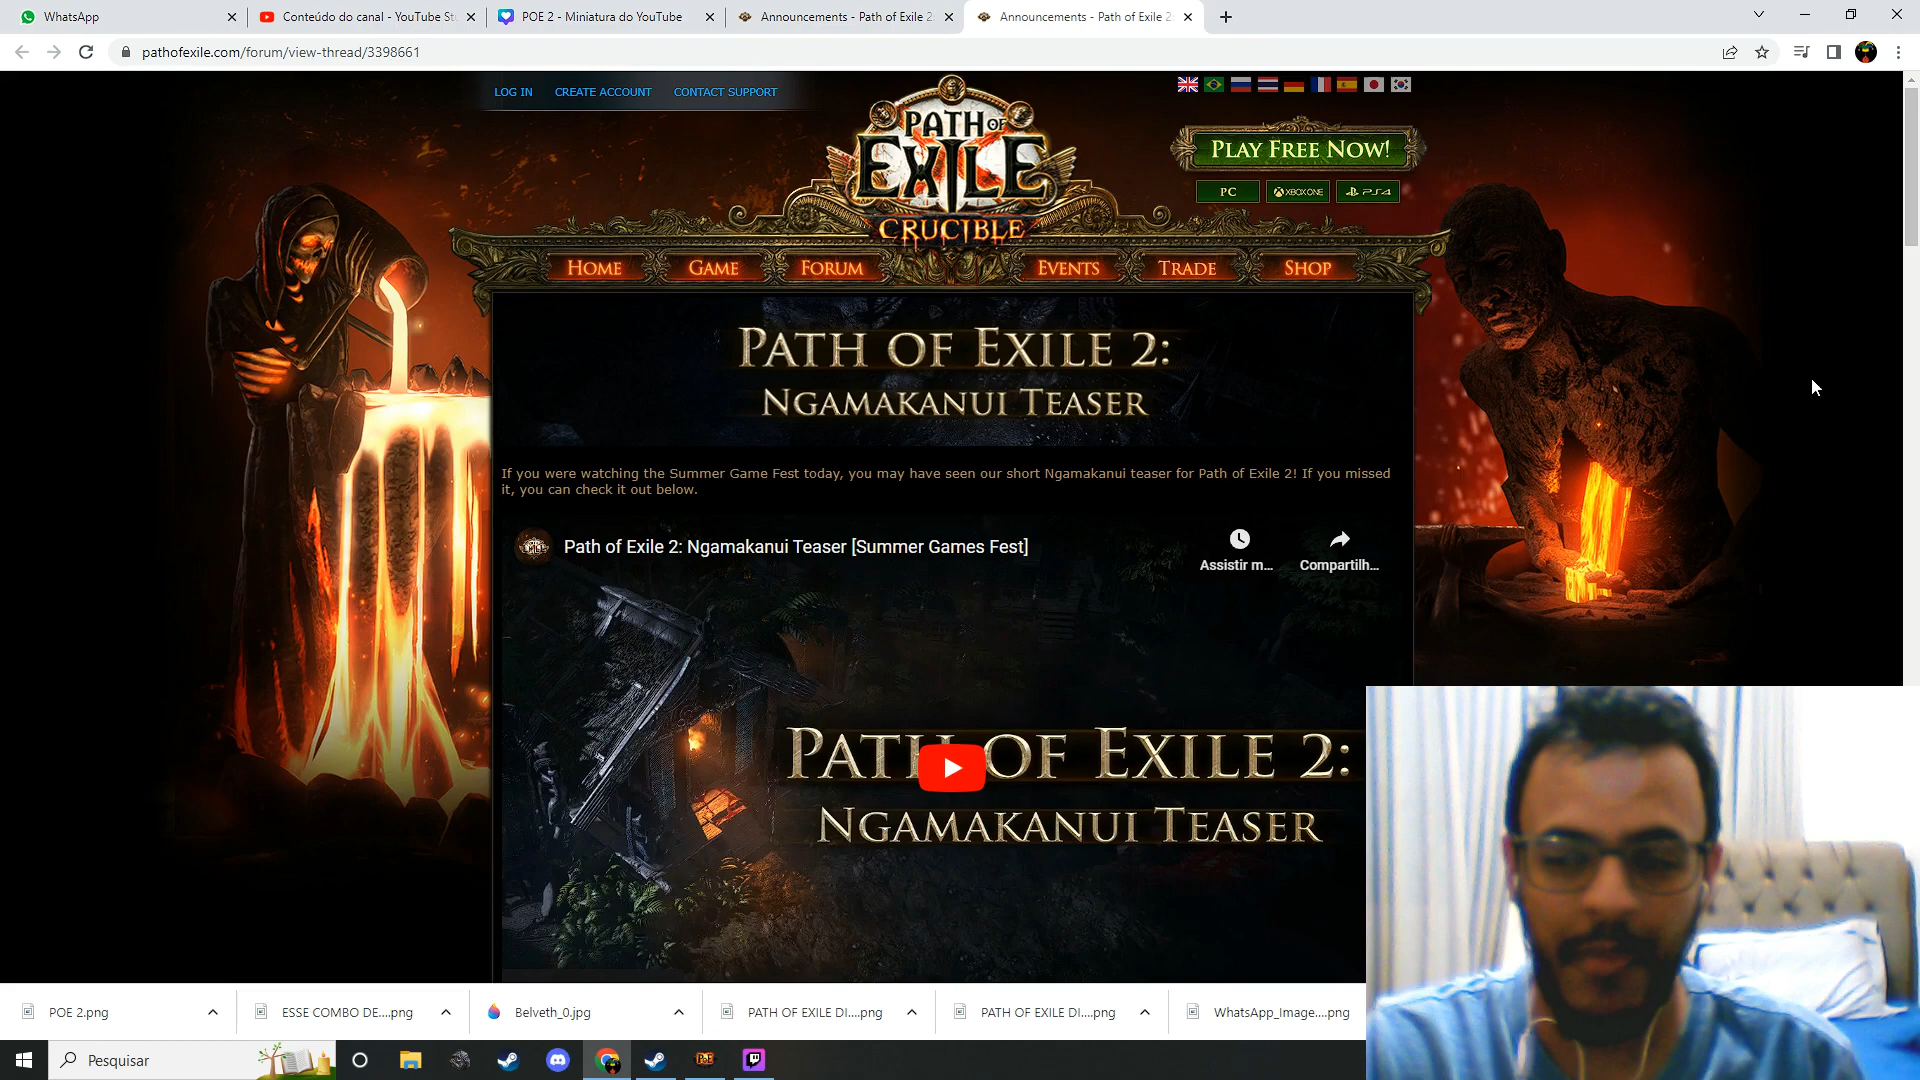 WhatsApp
Conteúdo do canal - YouTube St
POE 2 - Miniatura do YouTube
Announcements - Path of Exile 2
Announcements - Path of Exile 2
pathofexile.com/forum/view-thread/3398661
LOG IN
CREATE ACCOUNT
CONTACT SUPPORT
PATH OF
EXILE
CRUCIBLE
PLAY FREE NOW!
PC
XBOX ONE
PS4
HOME
GAME
FORUM
EVENTS
TRADE
SHOP
PATH OF EXILE 2:
NGAMAKANUI TEASER
If you were watching the Summer Game Fest today, you may have seen our short Ngamakanui teaser for Path of Exile 2! If you missed
it, you can check it out below.
Path of Exile 2: Ngamakanui Teaser [Summer Games Fest]
Assistir m...
Compartilh...
PATH OF EXILE 2:
NGAMAKANUI TEASER
POE 2.png
ESSE COMBO DE....png
Belveth_0.jpg
PATH OF EXILE DI....png
PATH OF EXILE DI....png
WhatsApp_Image....png
Pesquisar
PoE